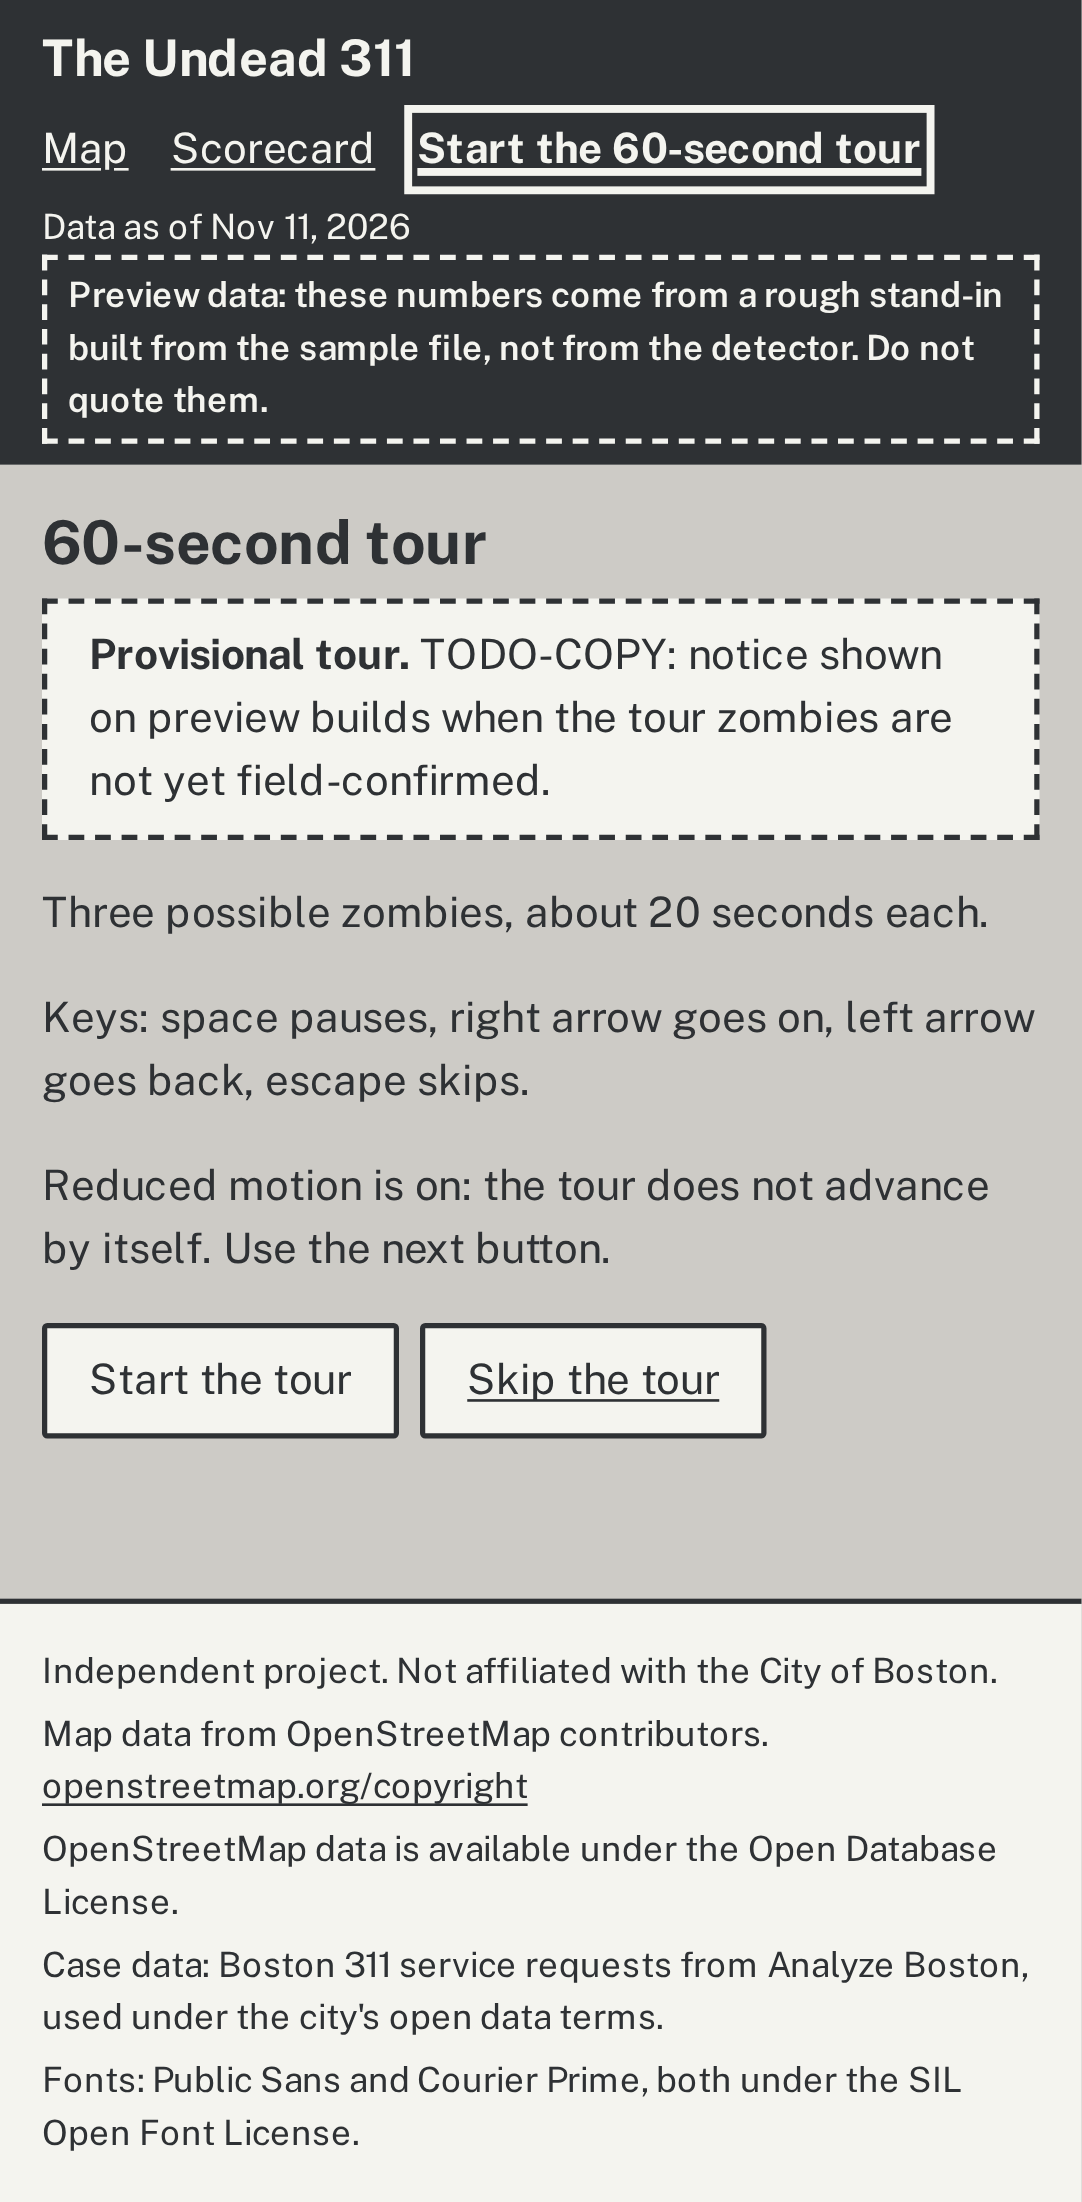 The Undead 311
Map Scorecard Start the 60-second tour
Data as of Nov 11, 2026
Preview data: these numbers come from a rough stand-in
built from the sample file, not from the detector. Do not
quote them.
60-second tour
Provisional tour. TODO-COPY: notice shown
on preview builds when the tour zombies are
not yet field-confirmed.
Three possible zombies, about 20 seconds each.
Keys: space pauses, right arrow goes on, left arrow
goes back, escape skips.
Reduced motion is on: the tour does not advance
by itself. Use the next button.
Start the tour Skip the tour
Independent project. Not affiliated with the City of Boston.
Map data from OpenStreetMap contributors.
openstreetmap.org/copyright
OpenStreetMap data is available under the Open Database
License.
Case data: Boston 311 service requests from Analyze Boston,
used under the city's open data terms.
Fonts: Public Sans and Courier Prime, both under the SIL
Open Font License.